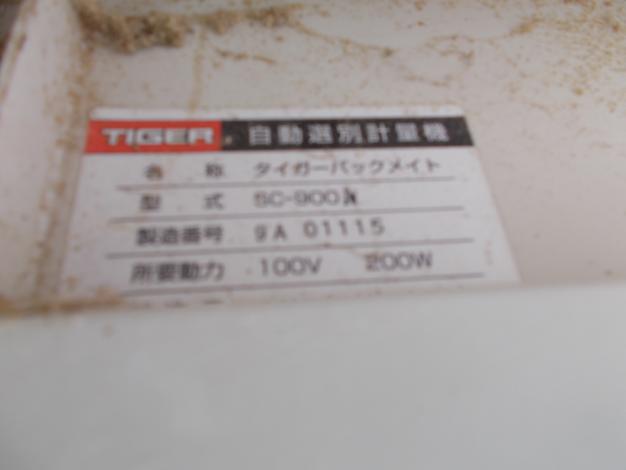 TIGER 自動選別計量機
名 称 タイガーパックメイト
型 式 SC-900
製造番号 9A 01115
所要動力 100V 200W